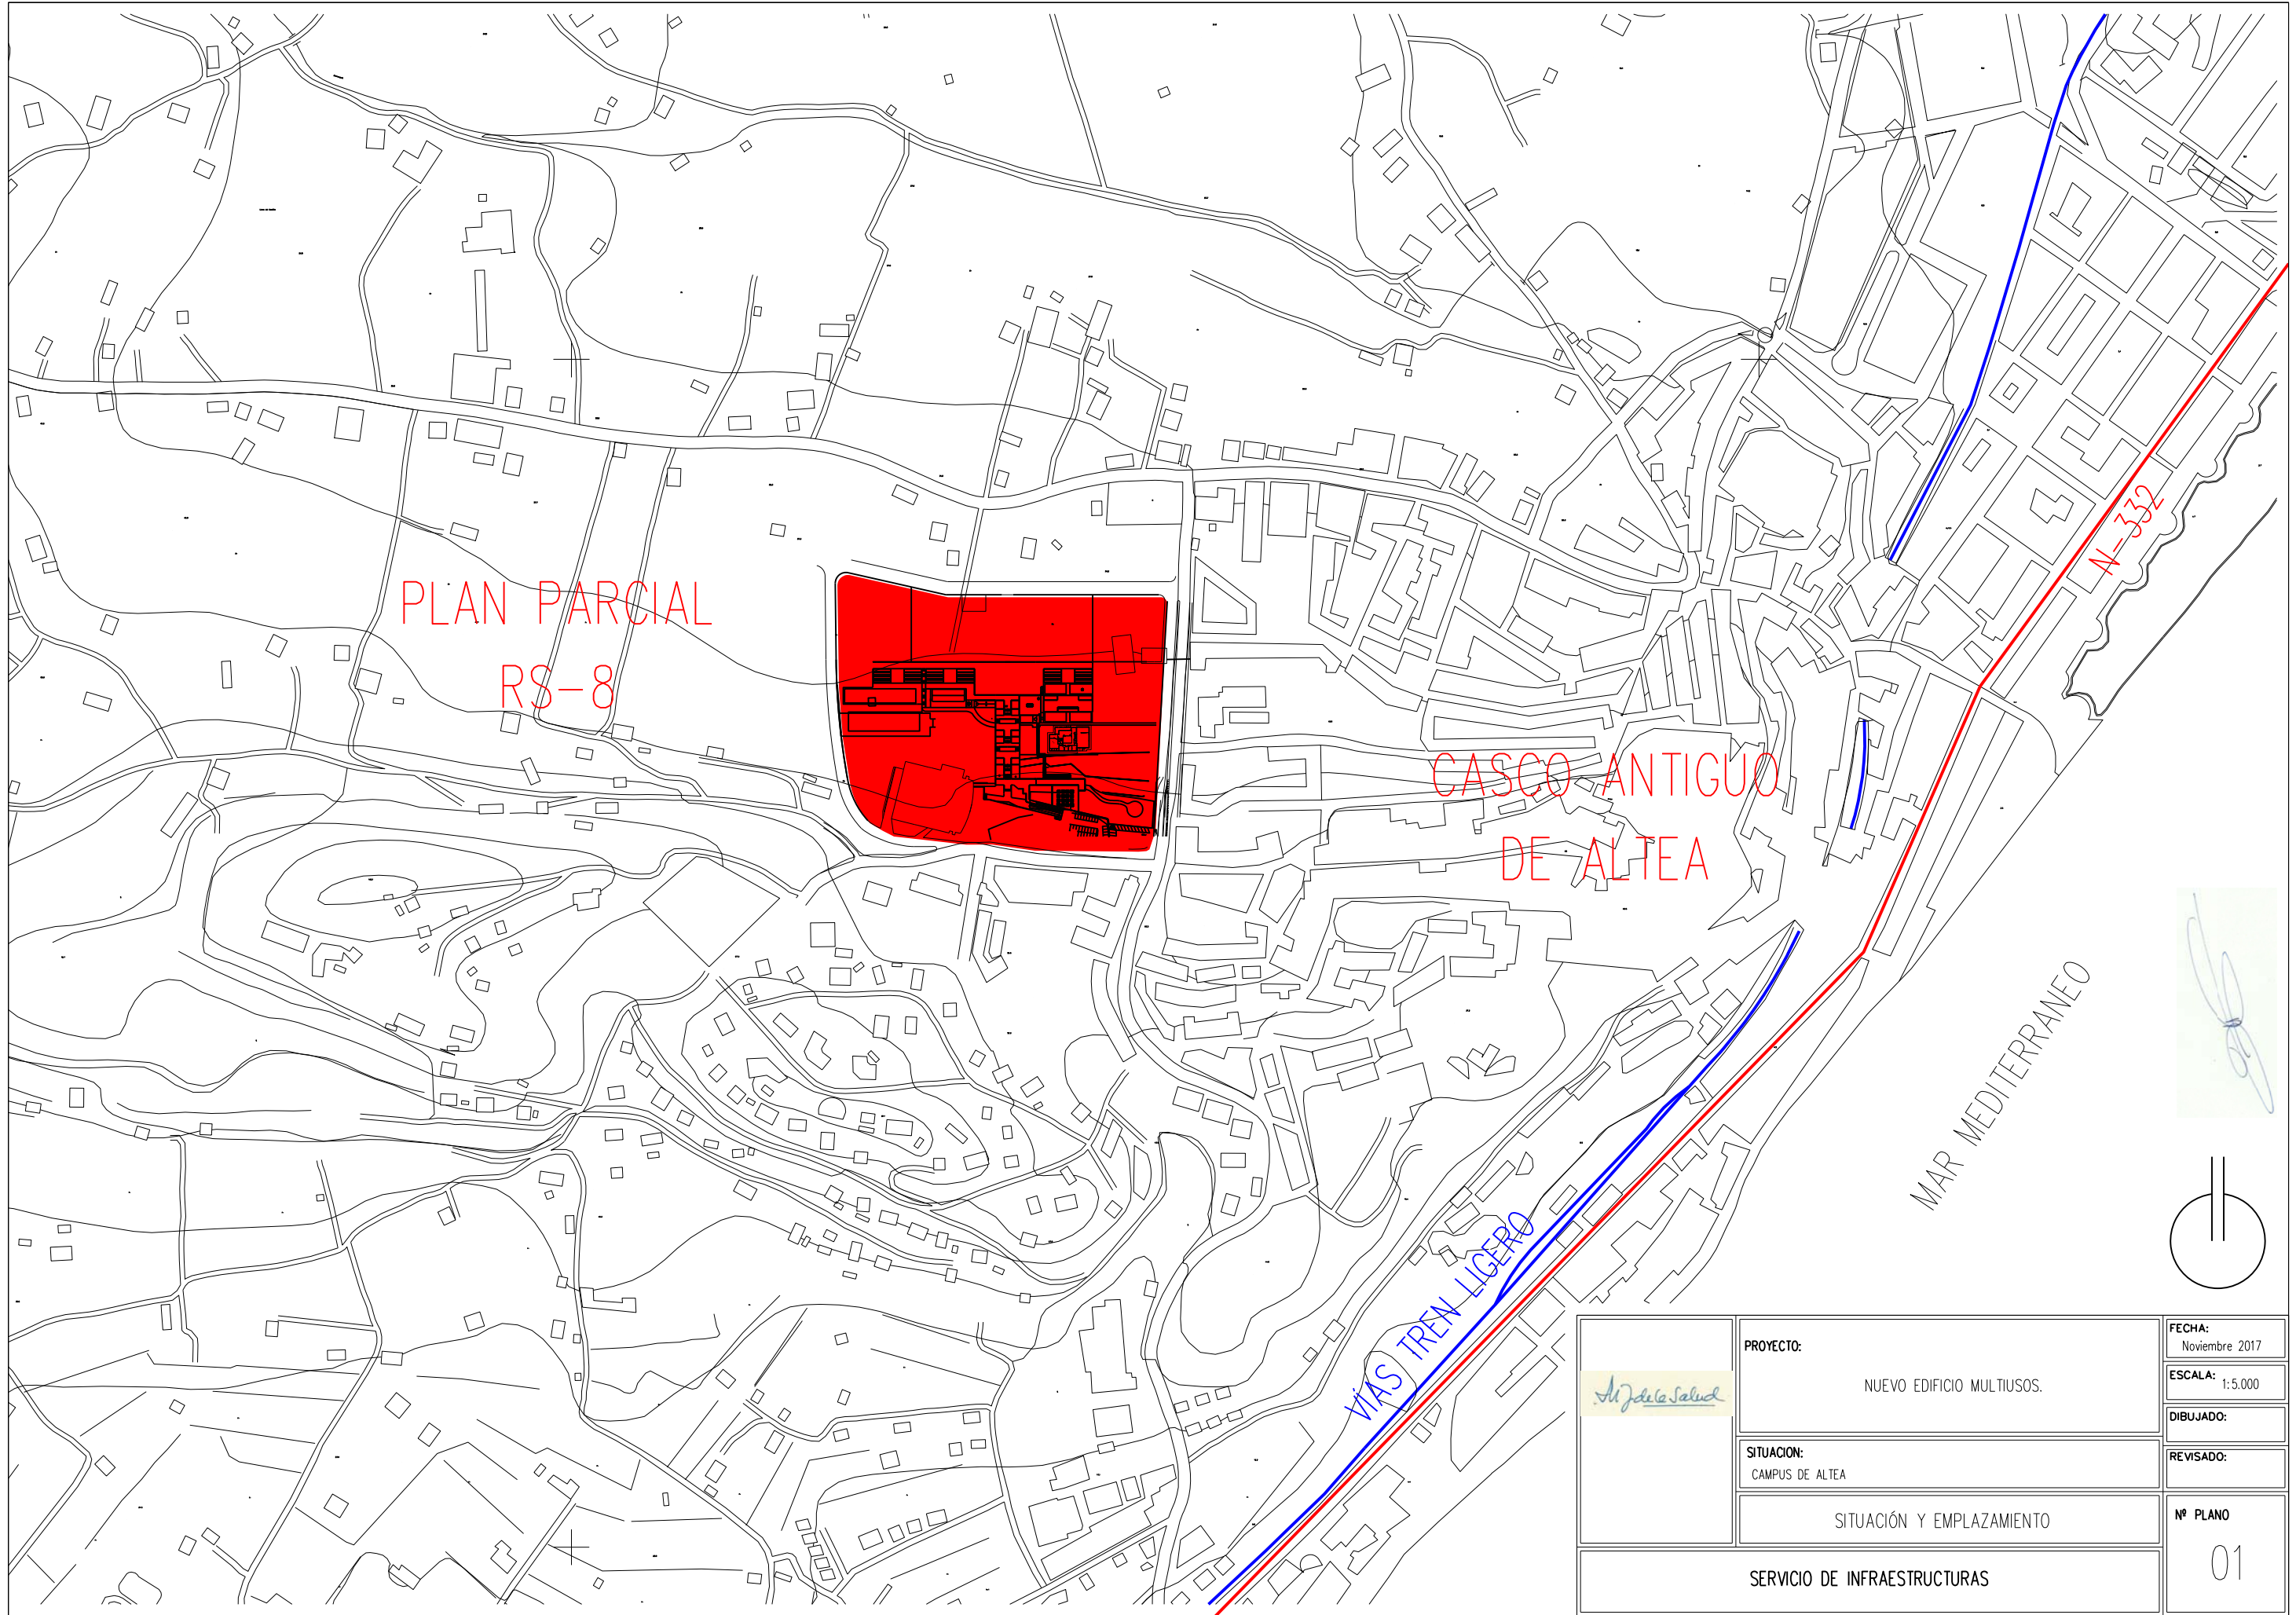 PLAN PARCIAL
RS-8
N-332
CASCO ANTIGUO
DE ALTEA
MAR MEDITERRANEO
VÍAS TREN LIGERO
PROYECTO:
NUEVO EDIFICIO MULTIUSOS.
SITUACION:
CAMPUS DE ALTEA
SITUACIÓN Y EMPLAZAMIENTO
SERVICIO DE INFRAESTRUCTURAS
FECHA:
Noviembre 2017
ESCALA: 1:5.000
DIBUJADO:
REVISADO:
Nº PLANO
01